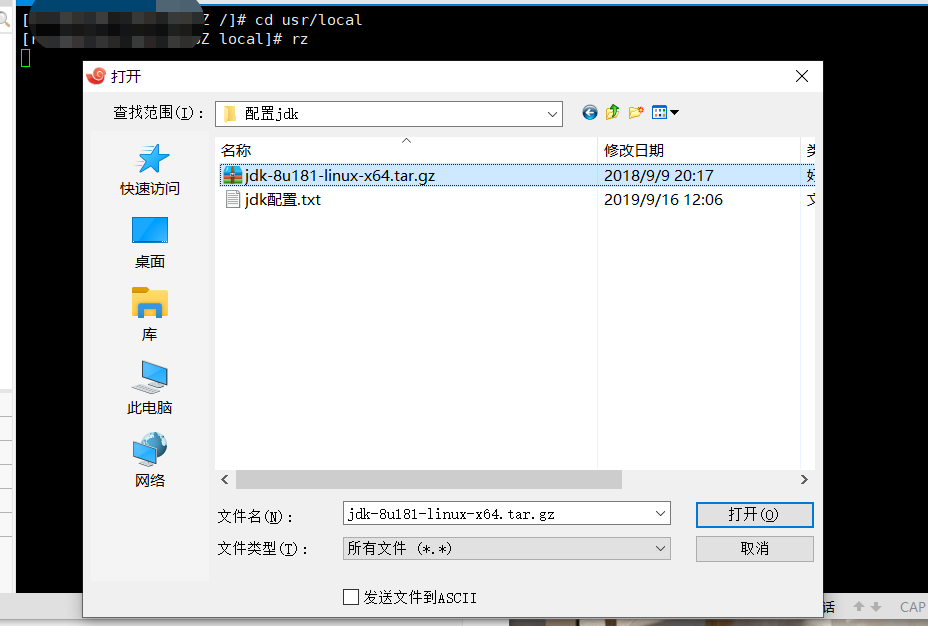 [ Z /]# cd usr/local
[ Z local]# rz
打开
查找范围(I)： 配置jdk
名称 修改日期
jdk-8u181-linux-x64.tar.gz 2018/9/9 20:17
jdk配置.txt 2019/9/16 12:06 文
快速访问
桌面
库
此电脑
网络
文件名(N)： jdk-8u181-linux-x64.tar.gz 打开(O)
文件类型(T)： 所有文件 (*.*) 取消
发送文件到ASCII
话 CAP